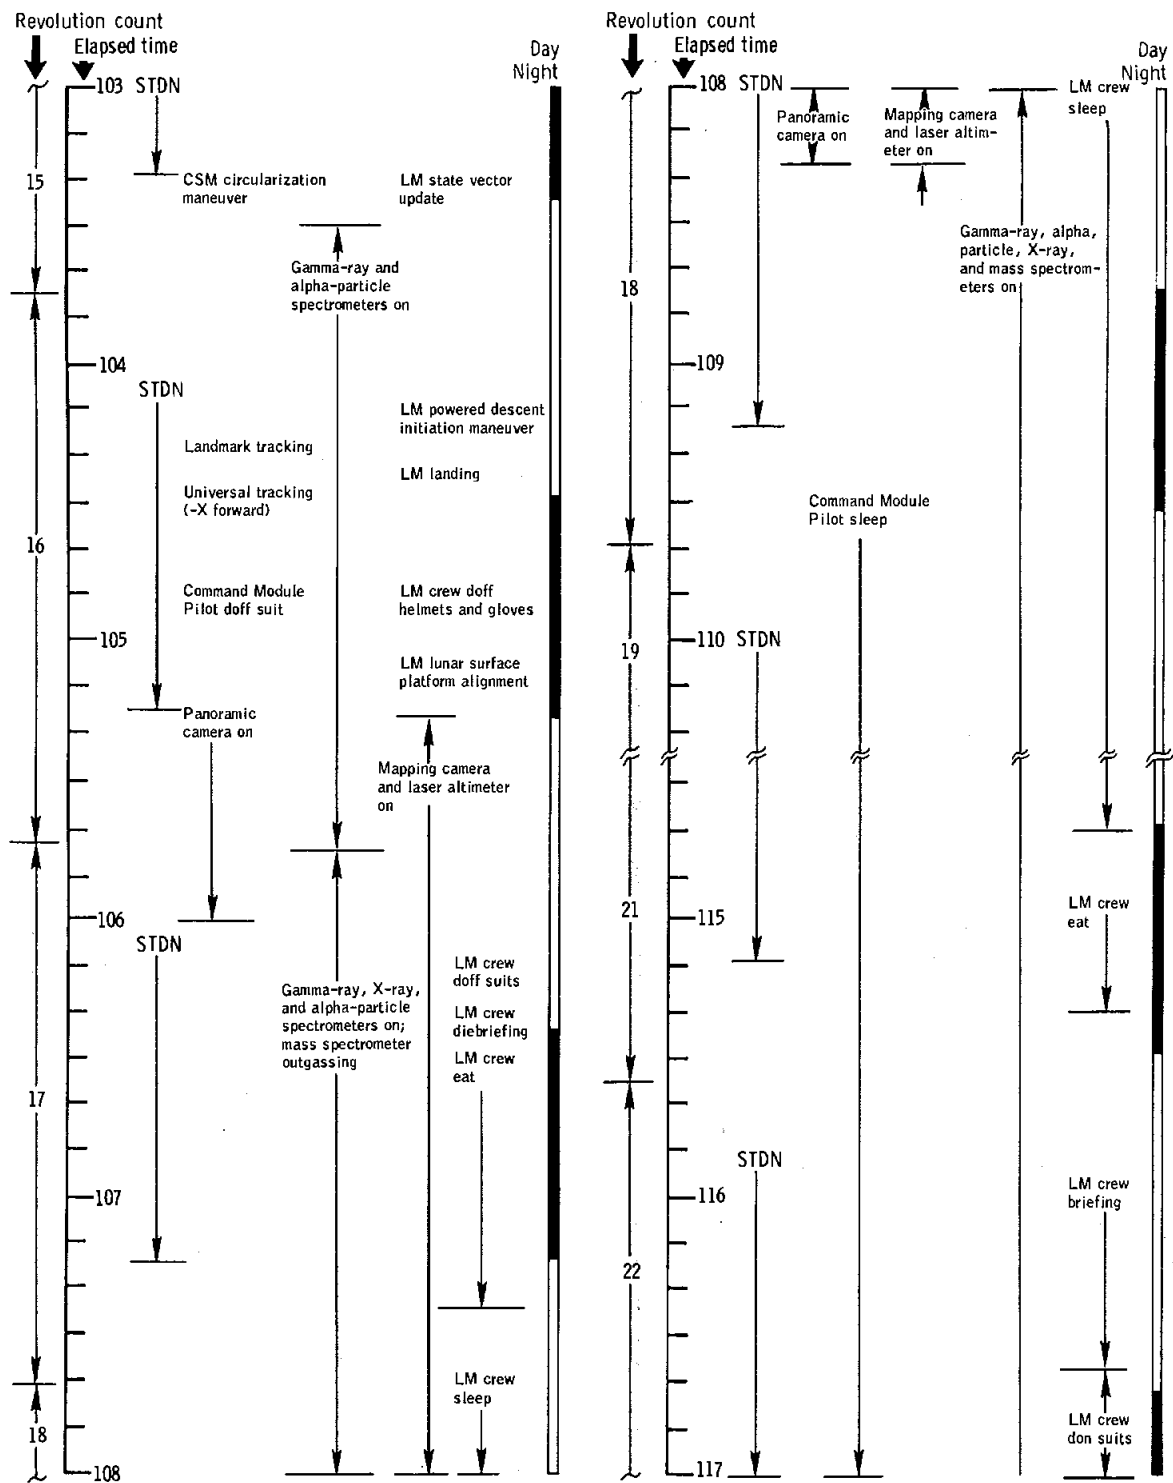 Revolution count
Elapsed time
Day
Night
103
STDN
15
CSM circularization
maneuver
LM state vector
update
Gamma-ray and
alpha-particle
spectrometers on
104
STDN
LM powered descent
initiation maneuver
Landmark tracking
LM landing
Universal tracking
(-X forward)
16
Command Module
Pilot doff suit
LM crew doff
helmets and gloves
105
LM lunar surface
platform alignment
Panoramic
camera on
Mapping camera
and laser altimeter
on
106
STDN
LM crew
doff suits
Gamma-ray, X-ray,
and alpha-particle
spectrometers on;
mass spectrometer
outgassing
LM crew
diebriefing
LM crew
eat
17
107
LM crew
sleep
18
108
Revolution count
Elapsed time
Day
Night
108
STDN
LM crew
sleep
Panoramic
camera on
Mapping camera
and laser altim-
eter on
Gamma-ray, alpha,
particle, X-ray,
and mass spectrom-
eters on
18
109
Command Module
Pilot sleep
110
STDN
19
21
LM crew
eat
115
STDN
116
LM crew
briefing
22
LM crew
don suits
117